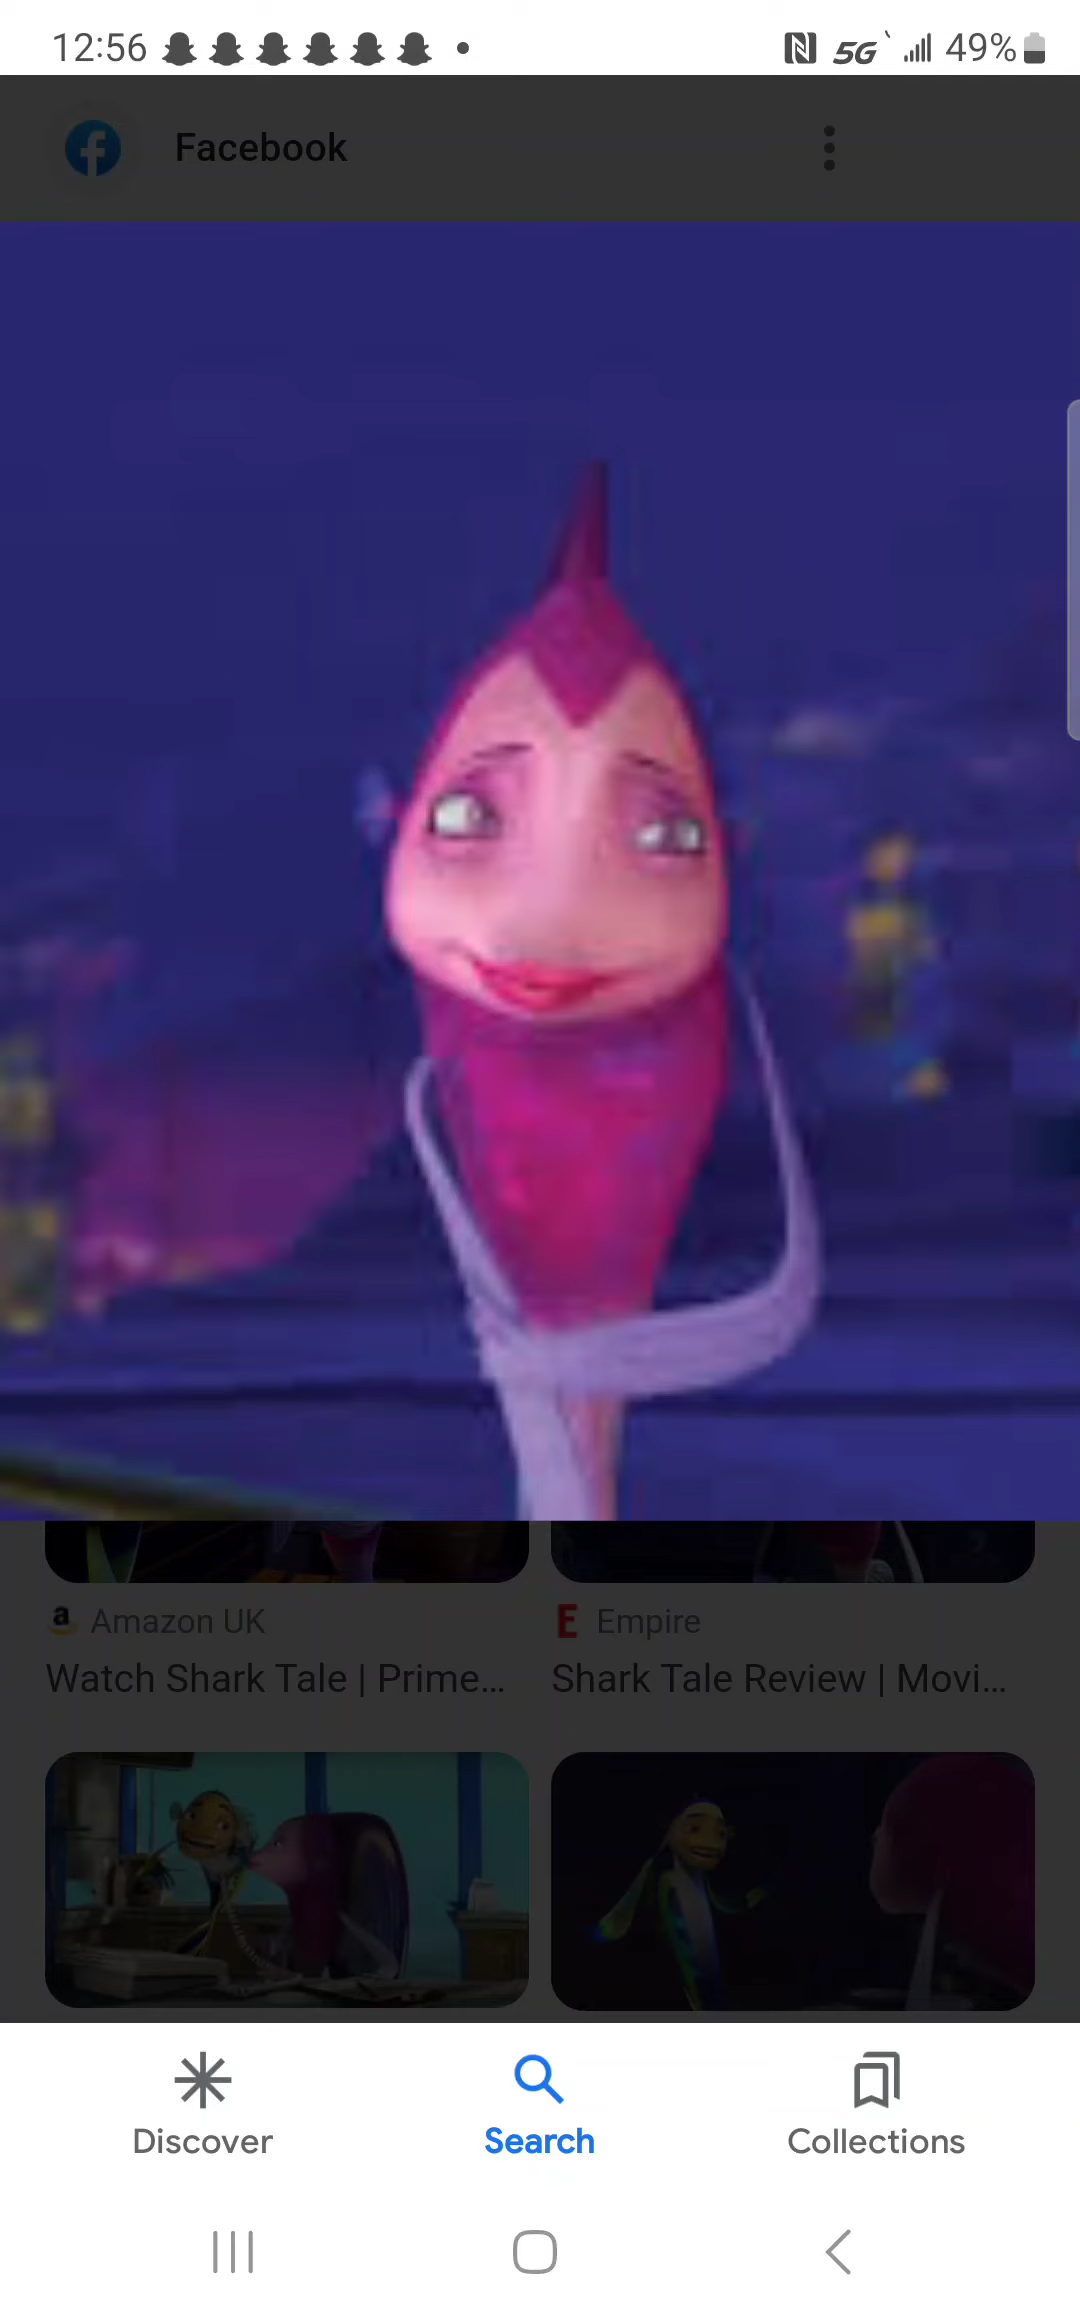 12:56
5G
49%
Facebook
Amazon UK
Empire
Watch Shark Tale | Prime...
Shark Tale Review | Movi...
Discover
Search
Collections